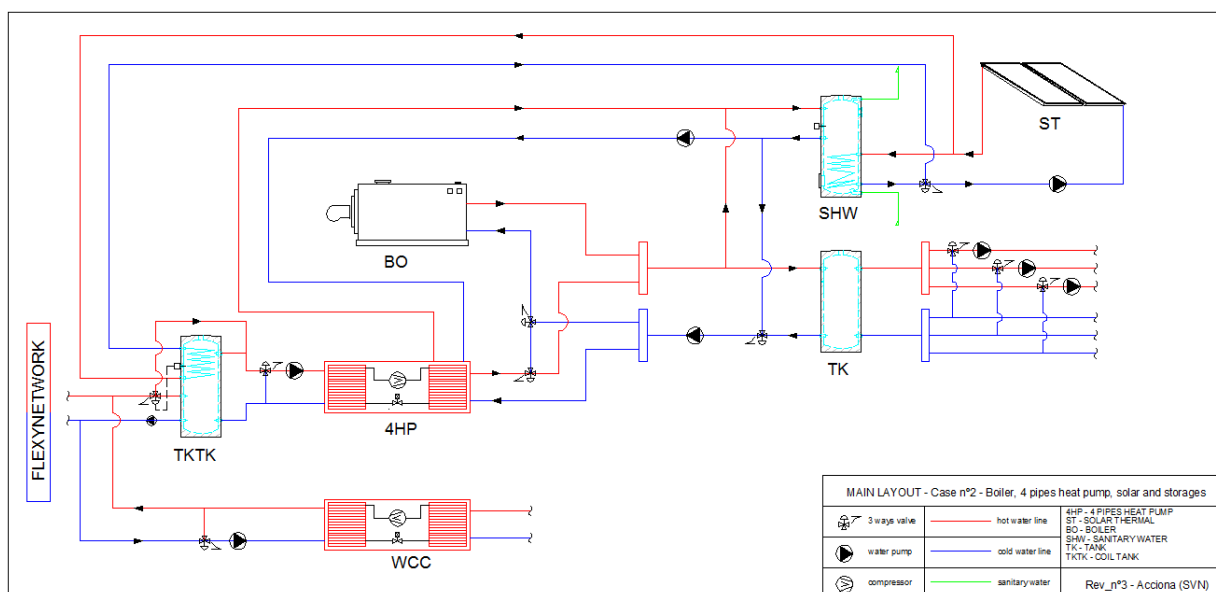 ST
SHW
BO
TK
FLEXYNETWORK
4HP
TKTK
WCC
MAIN LAYOUT - Case n°2 - Boiler, 4 pipes heat pump, solar and storages
3 ways valve
hot water line
water pump
cold water line
compressor
sanitary water
4HP - 4 PIPES HEAT PUMP
ST - SOLAR THERMAL
BO - BOILER
SHW - SANITARY WATER
TK - TANK
TKTK - COIL TANK
Rev_n°3 - Acciona (SVN)